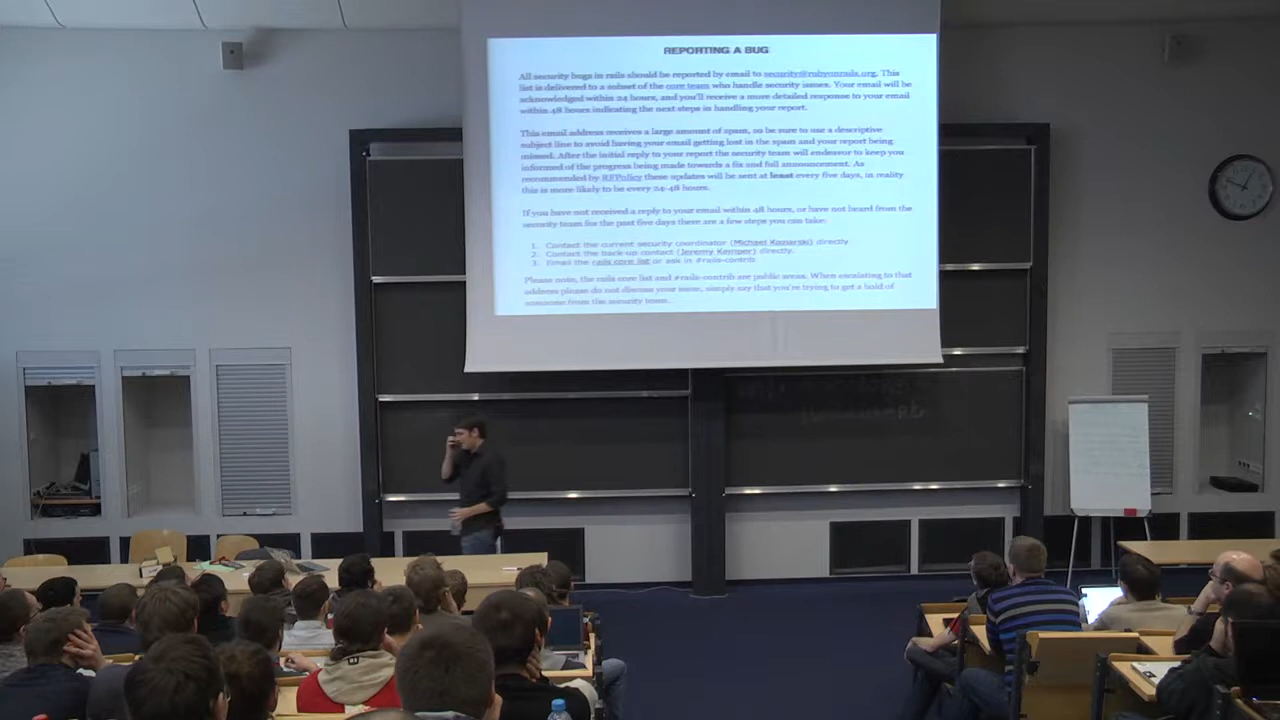 REPORTING A BUG
All security bugs in rails should be reported by email to security@rubyonrails.org. This
list is delivered to a subset of the core team who handle security issues. Your email will be
acknowledged within 24 hours, and you'll receive a more detailed response to your email
within 48 hours indicating the next steps in handling your report.
This email address receives a large amount of spam, so be sure to use a descriptive
subject line to avoid having your email getting lost in the spam and your report being
missed. After the initial reply to your report the security team will endeavor to keep you
informed of the progress being made towards a fix and full announcement. As
recommended by RFPolicy these updates will be sent at least every five days, in reality
this is more likely to be every 24-48 hours.
If you have not received a reply to your email within 48 hours, or have not heard from the
security team for the past five days there are a few steps you can take:
1. Contact the current security coordinator (Michael Koziarski) directly
2. Contact the back-up contact (Jeremy Kemper) directly.
3. Email the rails core list or ask in #rails-contrib
Please note, the rails core list and #rails-contrib are public areas. When escalating to that
address please do not discuss your issue, simply say that you're trying to get a hold of
someone from the security team.